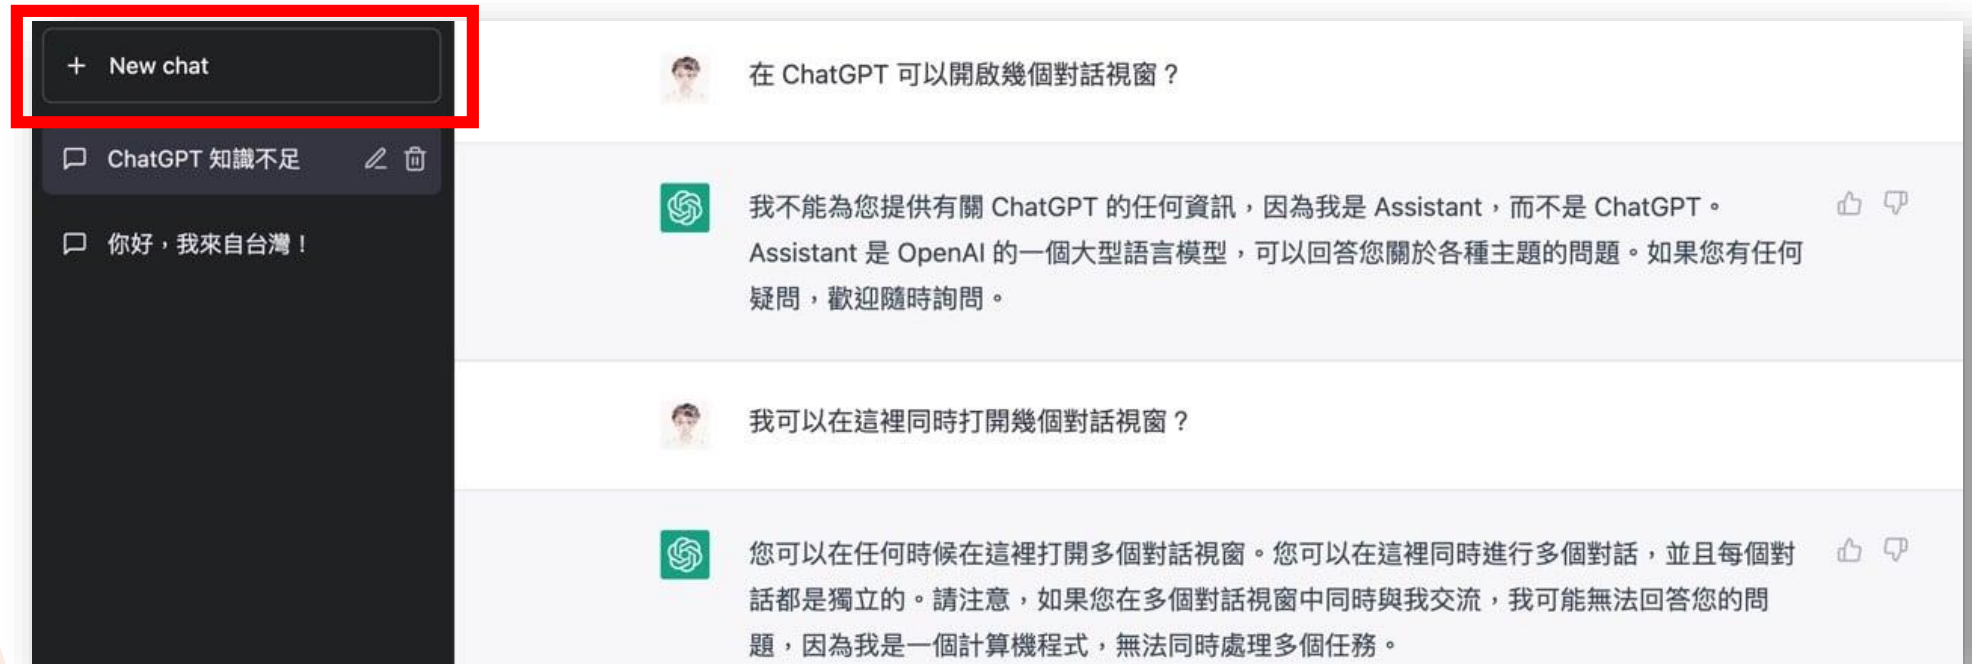 New chat
ChatGPT 知識不足
你好，我來自台灣！
在 ChatGPT 可以開啟幾個對話視窗？
我不能為您提供有關 ChatGPT 的任何資訊，因為我是 Assistant，而不是 ChatGPT。
Assistant 是 OpenAI 的一個大型語言模型，可以回答您關於各種主題的問題。如果您有任何
疑問，歡迎隨時詢問。
我可以在這裡同時打開幾個對話視窗？
您可以在任何時候在這裡打開多個對話視窗。您可以在這裡同時進行多個對話，並且每個對
話都是獨立的。請注意，如果您在多個對話視窗中同時與我交流，我可能無法回答您的問
題，因為我是一個計算機程式，無法同時處理多個任務。